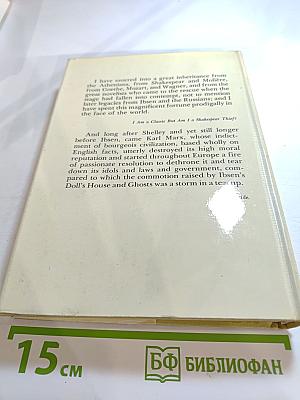 I have entered into a great inheritance from
the Athenians, from Shakespear and Molière,
from Goethe, Mozart, and Wagner, and from the
great novelists who came to the rescue when the
stage had fallen into contempt, not to mention
later legacies from Ibsen and the Russians; and I
have spent this magnificent fortune prodigally in
the face of the world.
I Am a Classic But Am I a Shakespear Thief?
And long after Shelley and yet still longer
before Ibsen, came Karl Marx, whose indict-
ment of bourgeois civilization, based wholly on
English facts, utterly destroyed its high moral
reputation and started throughout Europe a fire
of passionate resolution to dethrone it and tear
down its idols and laws and government, com-
pared to which the commotion raised by Ibsen's
Doll's House and Ghosts was a storm in a tea cup.
15 см
БФ БИБЛИОФАН